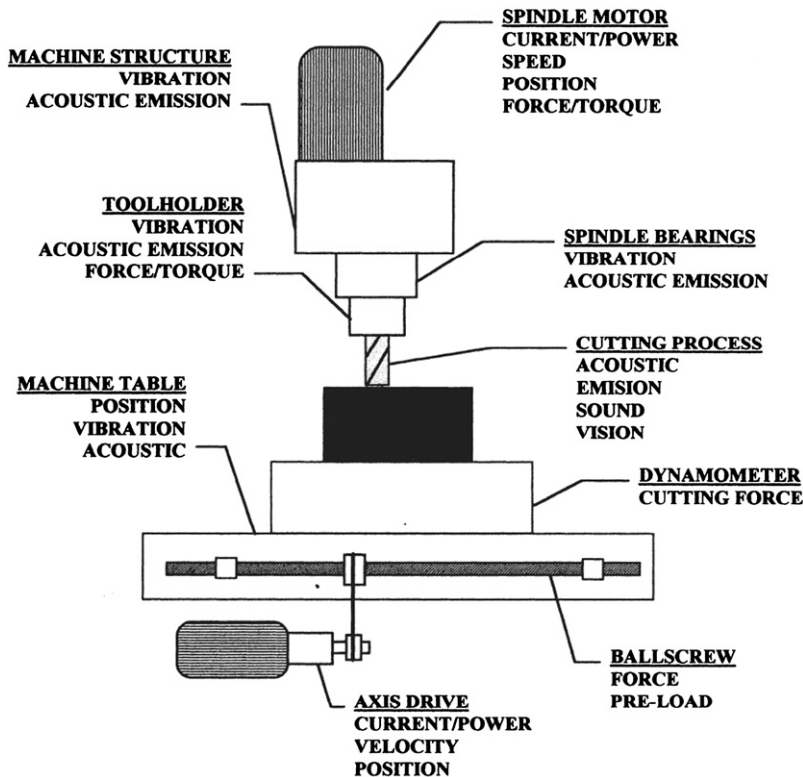 SPINDLE MOTOR
CURRENT/POWER
SPEED
POSITION
FORCE/TORQUE
MACHINE STRUCTURE
VIBRATION
ACOUSTIC EMISSION
TOOLHOLDER
VIBRATION
ACOUSTIC EMISSION
FORCE/TORQUE
SPINDLE BEARINGS
VIBRATION
ACOUSTIC EMISSION
CUTTING PROCESS
ACOUSTIC
EMISION
SOUND
VISION
MACHINE TABLE
POSITION
VIBRATION
ACOUSTIC
DYNAMOMETER
CUTTING FORCE
BALLSCREW
FORCE
PRE-LOAD
AXIS DRIVE
CURRENT/POWER
VELOCITY
POSITION